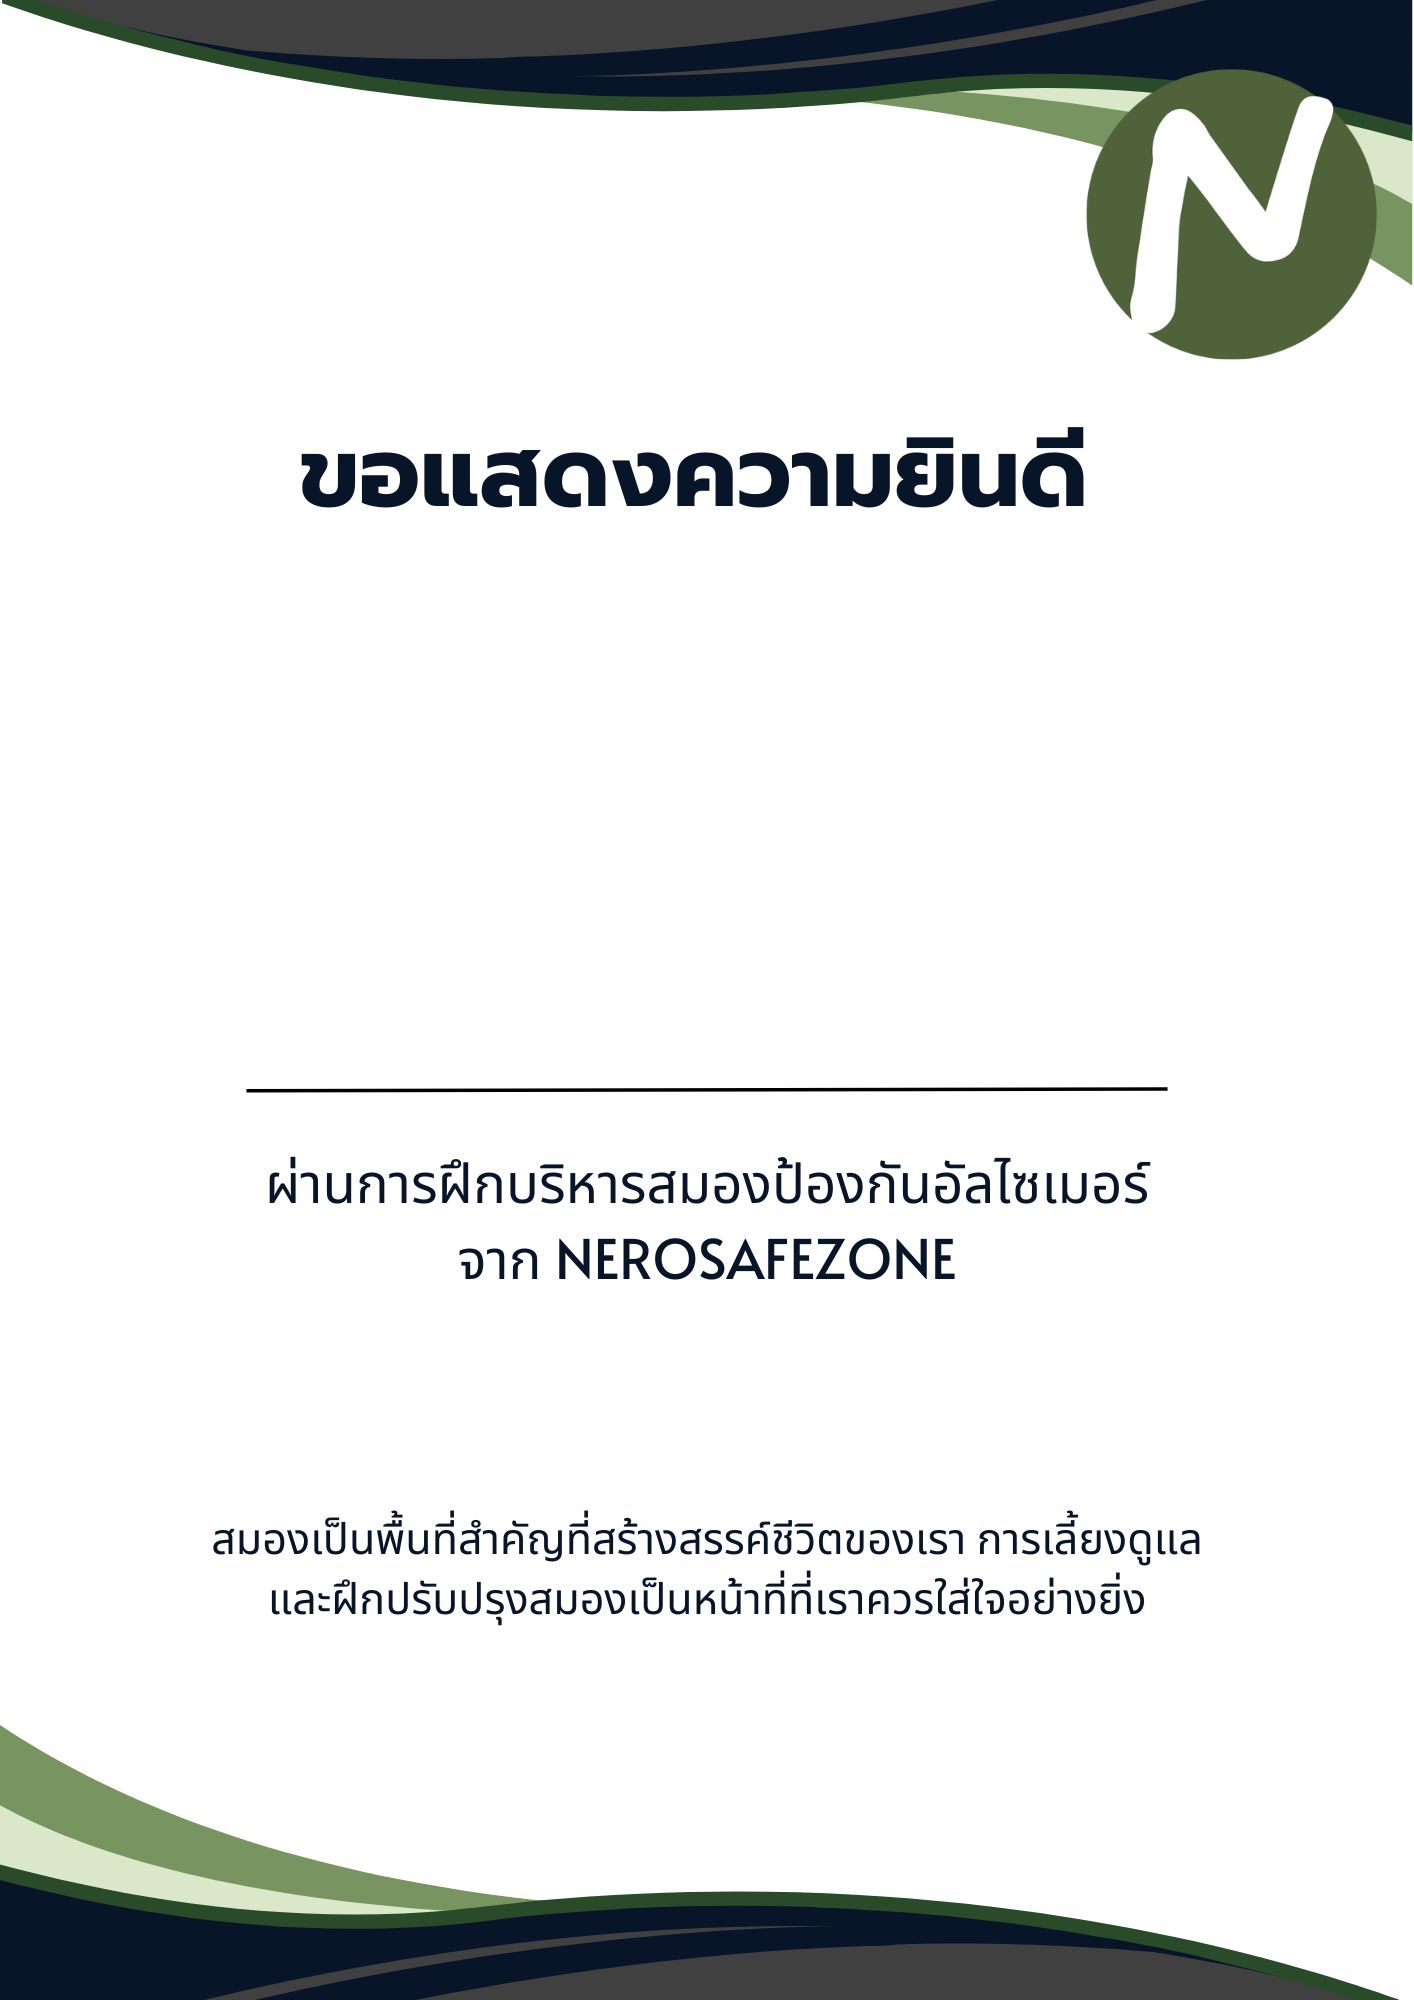 N
ขอแสดงความยินดี
ผ่านการฝึกบริหารสมองป้องกันอัลไซเมอร์
จาก NEROSAFEZONE
สมองเป็นพื้นที่สำคัญที่สร้างสรรค์ชีวิตของเรา การเลี้ยงดูแล
และฝึกปรับปรุงสมองเป็นหน้าที่ที่เราควรใส่ใจอย่างยิ่ง